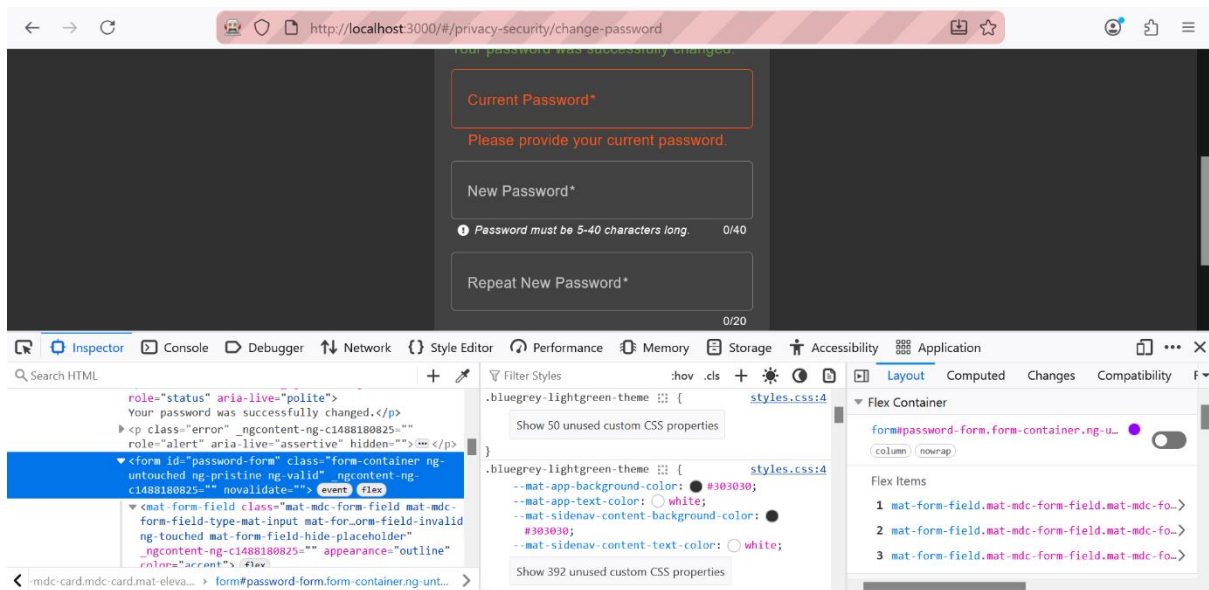 http://localhost:3000/#/privacy-security/change-password
Your password was successfully changed.
Current Password*
Please provide your current password.
New Password*
Password must be 5-40 characters long. 0/40
Repeat New Password*
0/20
Inspector Console Debugger Network {} Style Editor Performance Memory Storage Accessibility Application
Search HTML
Filter Styles :hov .cls
Layout Computed Changes Compatibility
role="status" aria-live="polite">
Your password was successfully changed.</p>
<p class="error" _ngcontent-ng-c1488180825=""
role="alert" aria-live="assertive" hidden=""> ••• </p>
<form id="password-form" class="form-container ng-
untouched ng-pristine ng-valid" _ngcontent-ng-
c1488180825="" novalidate=""> event flex
<mat-form-field class="mat-mdc-form-field mat-mdc-
form-field-type-mat-input mat-for…orm-field-invalid
ng-touched mat-form-field-hide-placeholder"
_ngcontent-ng-c1488180825="" appearance="outline"
color="accent"> flex
-mdc-card.mdc-card.mat-eleva… > form#password-form.form-container.ng-unt…
.bluegrey-lightgreen-theme { styles.css:4
Show 50 unused custom CSS properties
}
.bluegrey-lightgreen-theme { styles.css:4
--mat-app-background-color: #303030;
--mat-app-text-color: white;
--mat-sidenav-content-background-color:
#303030;
--mat-sidenav-content-text-color: white;
Show 392 unused custom CSS properties
Flex Container
form#password-form.form-container.ng-u…
column nowrap
Flex Items
1 mat-form-field.mat-mdc-form-field.mat-mdc-fo…
2 mat-form-field.mat-mdc-form-field.mat-mdc-fo…
3 mat-form-field.mat-mdc-form-field.mat-mdc-fo…